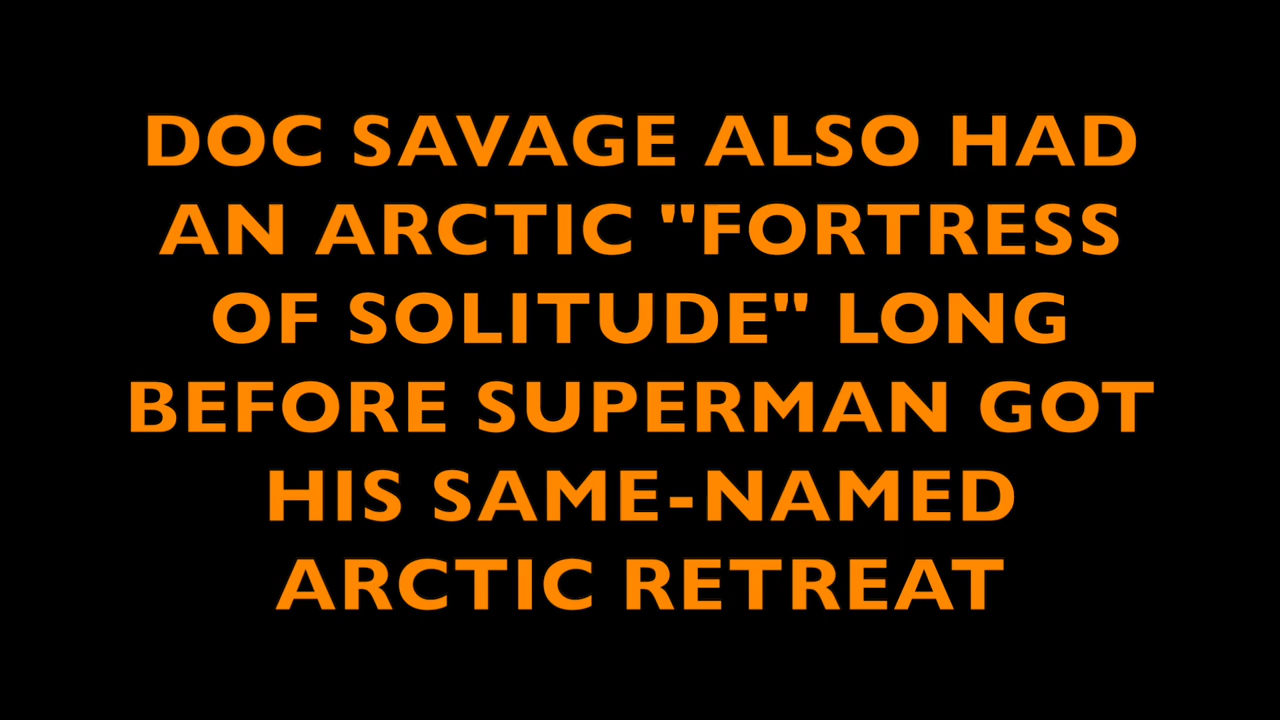 DOC SAVAGE ALSO HAD
AN ARCTIC "FORTRESS
OF SOLITUDE" LONG
BEFORE SUPERMAN GOT
HIS SAME-NAMED
ARCTIC RETREAT